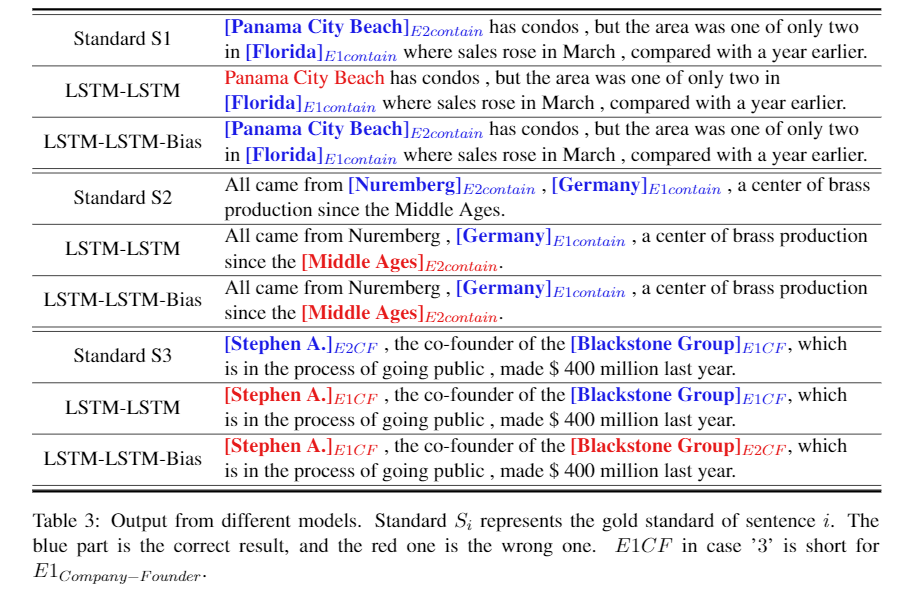 Standard S1
[Panama City Beach]E2contain has condos , but the area was one of only two
in [Florida]E1contain where sales rose in March , compared with a year earlier.
LSTM-LSTM
Panama City Beach has condos , but the area was one of only two in
[Florida]E1contain where sales rose in March , compared with a year earlier.
LSTM-LSTM-Bias
[Panama City Beach]E2contain has condos , but the area was one of only two
in [Florida]E1contain where sales rose in March , compared with a year earlier.
Standard S2
All came from [Nuremberg]E2contain , [Germany]E1contain , a center of brass
production since the Middle Ages.
LSTM-LSTM
All came from Nuremberg , [Germany]E1contain , a center of brass production
since the [Middle Ages]E2contain.
LSTM-LSTM-Bias
All came from Nuremberg , [Germany]E1contain , a center of brass production
since the [Middle Ages]E2contain.
Standard S3
[Stephen A.]E2CF , the co-founder of the [Blackstone Group]E1CF, which
is in the process of going public , made $ 400 million last year.
LSTM-LSTM
[Stephen A.]E1CF , the co-founder of the [Blackstone Group]E1CF, which
is in the process of going public , made $ 400 million last year.
LSTM-LSTM-Bias
[Stephen A.]E1CF , the co-founder of the [Blackstone Group]E2CF, which
is in the process of going public , made $ 400 million last year.
Table 3: Output from different models. Standard Si represents the gold standard of sentence i. The
blue part is the correct result, and the red one is the wrong one. E1CF in case ’3’ is short for
E1Company−Founder.